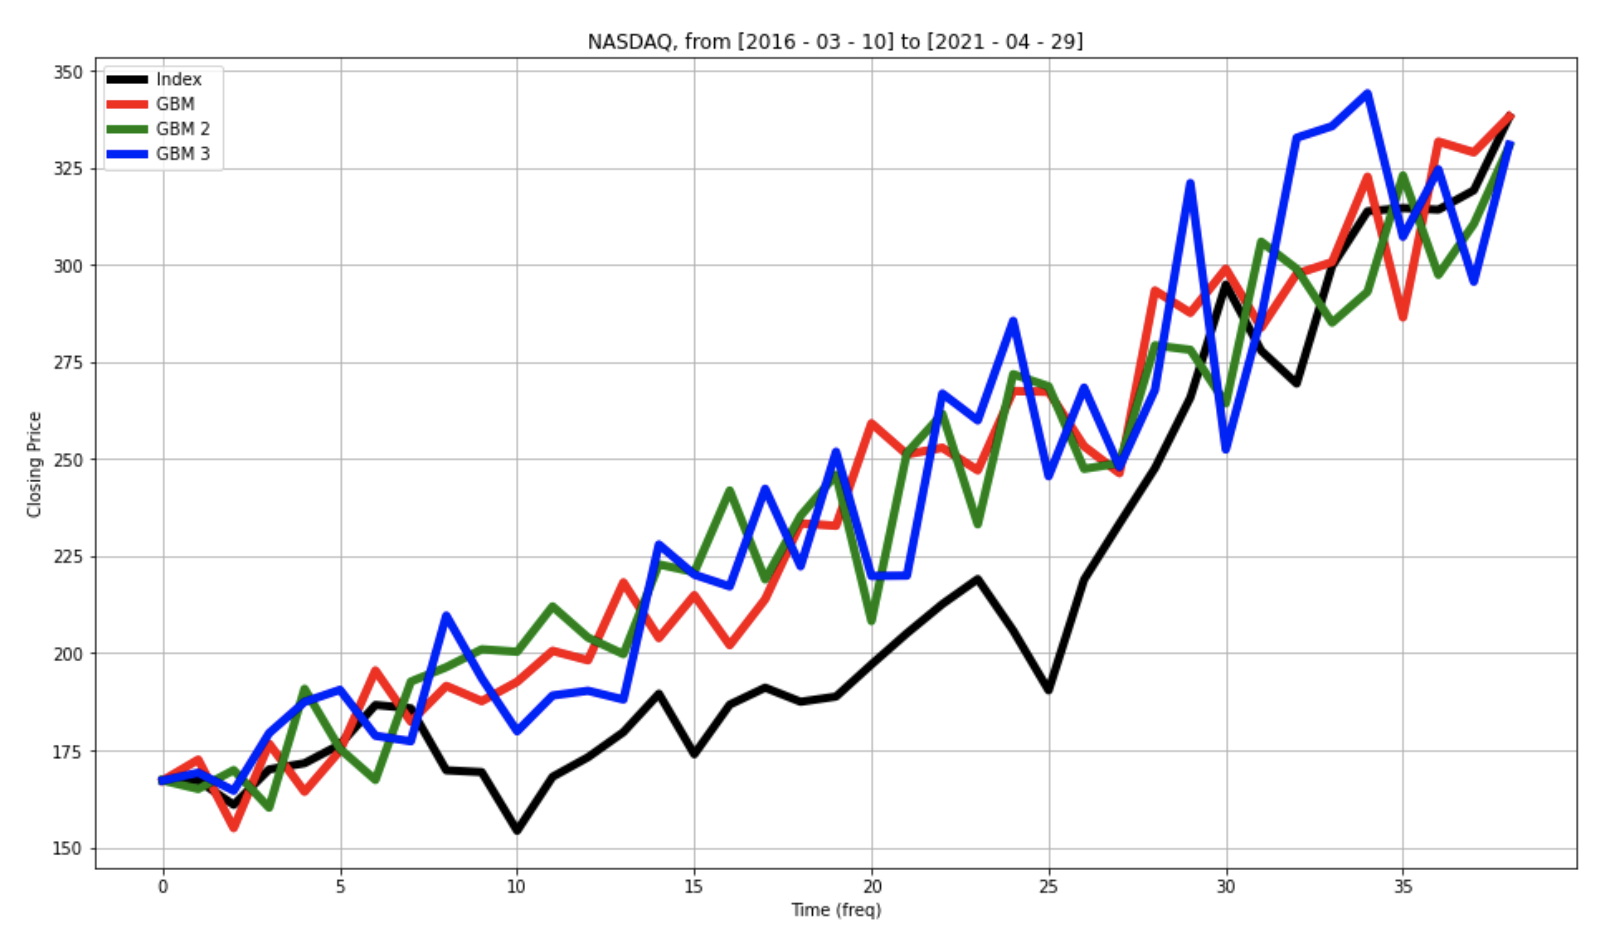 NASDAQ, from [2016 - 03 - 10] to [2021 - 04 - 29]
Index
GBM
GBM 2
GBM 3
Closing Price
350
325
300
275
250
225
200
175
150
0 5 10 15 20 25 30 35
Time (freq)